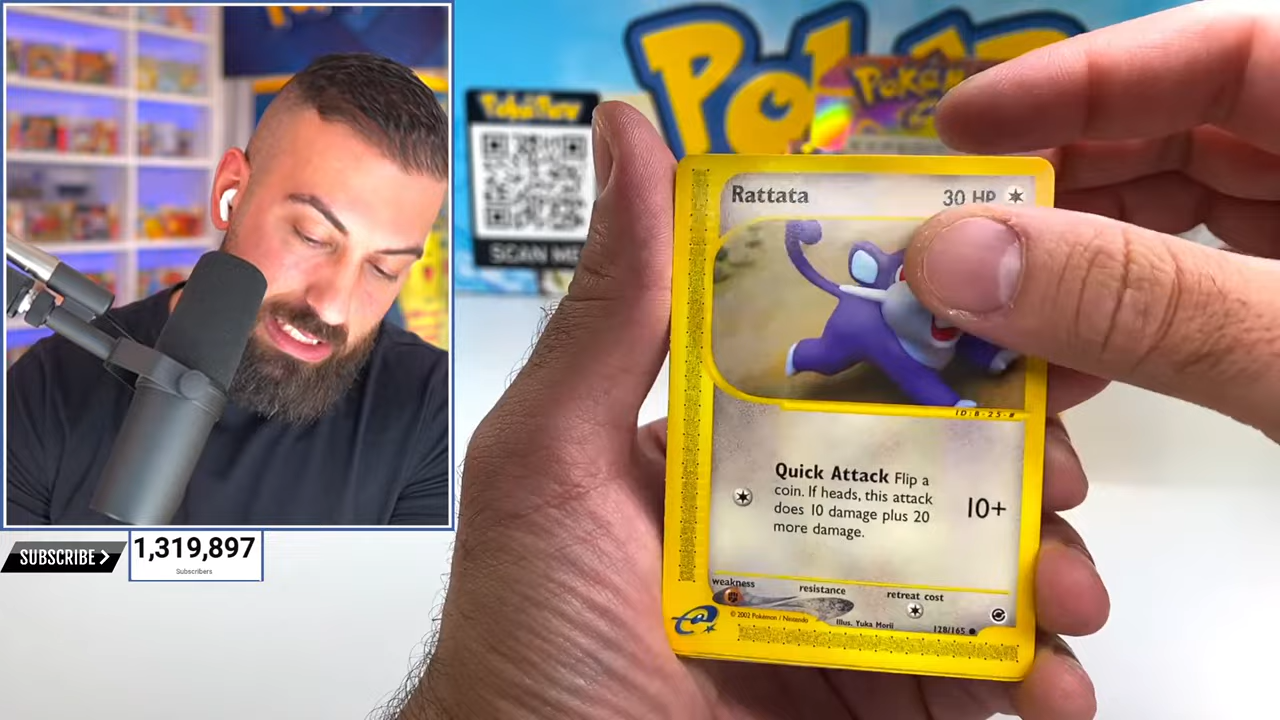 SCAN ME
Rattata
30 HP
ID:B-25-#
Quick Attack Flip a
coin. If heads, this attack
does 10 damage plus 20
more damage.
10+
weakness
resistance
retreat cost
© 2002 Pokémon / Nintendo
Illus. Yuka Morii
128/165
SUBSCRIBE
1,319,897
Subscribers